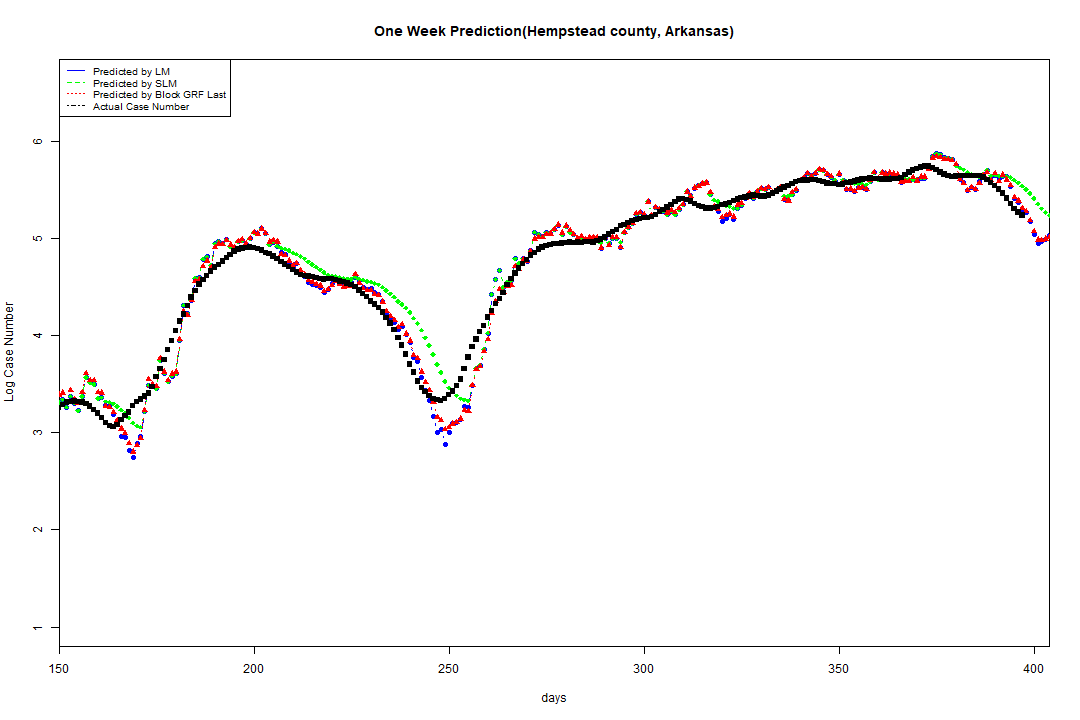 One Week Prediction(Hempstead county, Arkansas)
Predicted by LM
Predicted by SLM
Predicted by Block GRF Last
Actual Case Number
6
5
4
3
2
1
Log Case Number
150 200 250 300 350 400
days